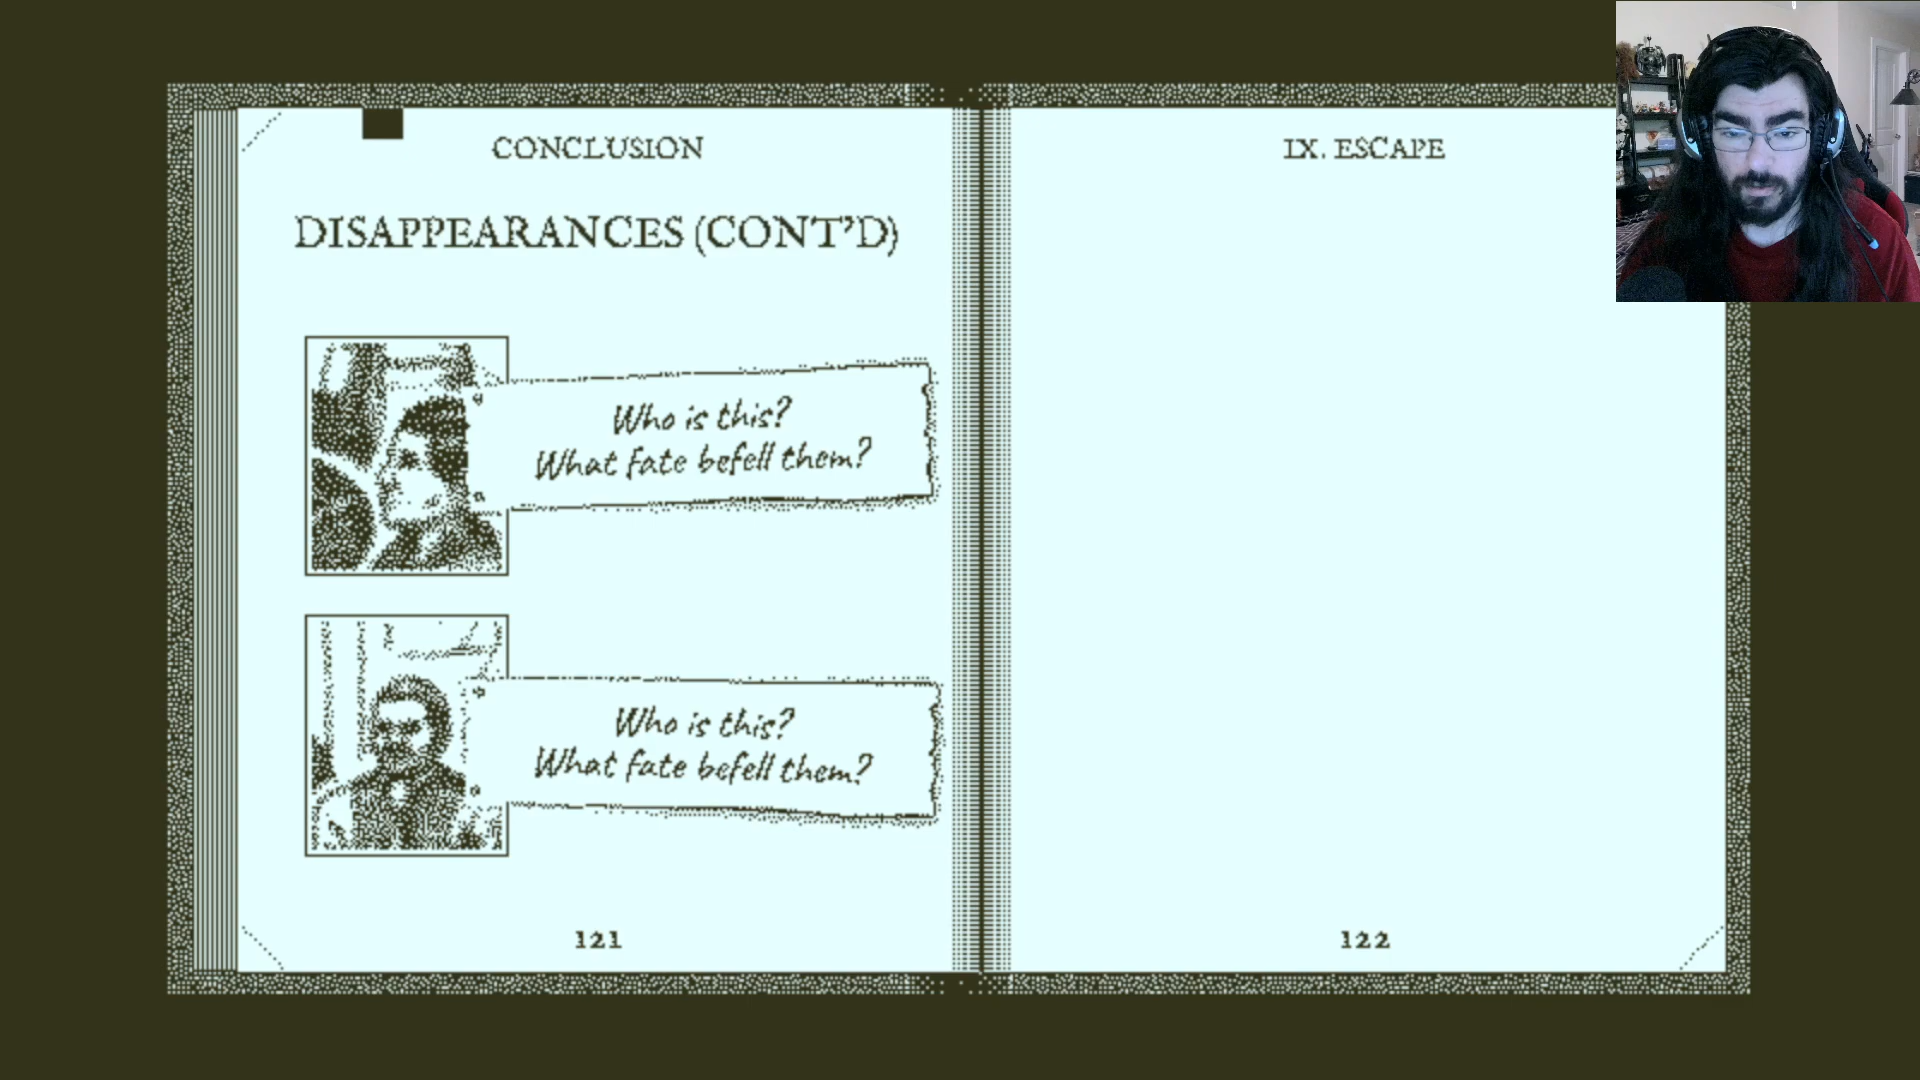 CONCLUSION
DISAPPEARANCES (CONT'D)
Who is this?
What fate befell them?
Who is this?
What fate befell them?
121
IX. ESCAPE
122